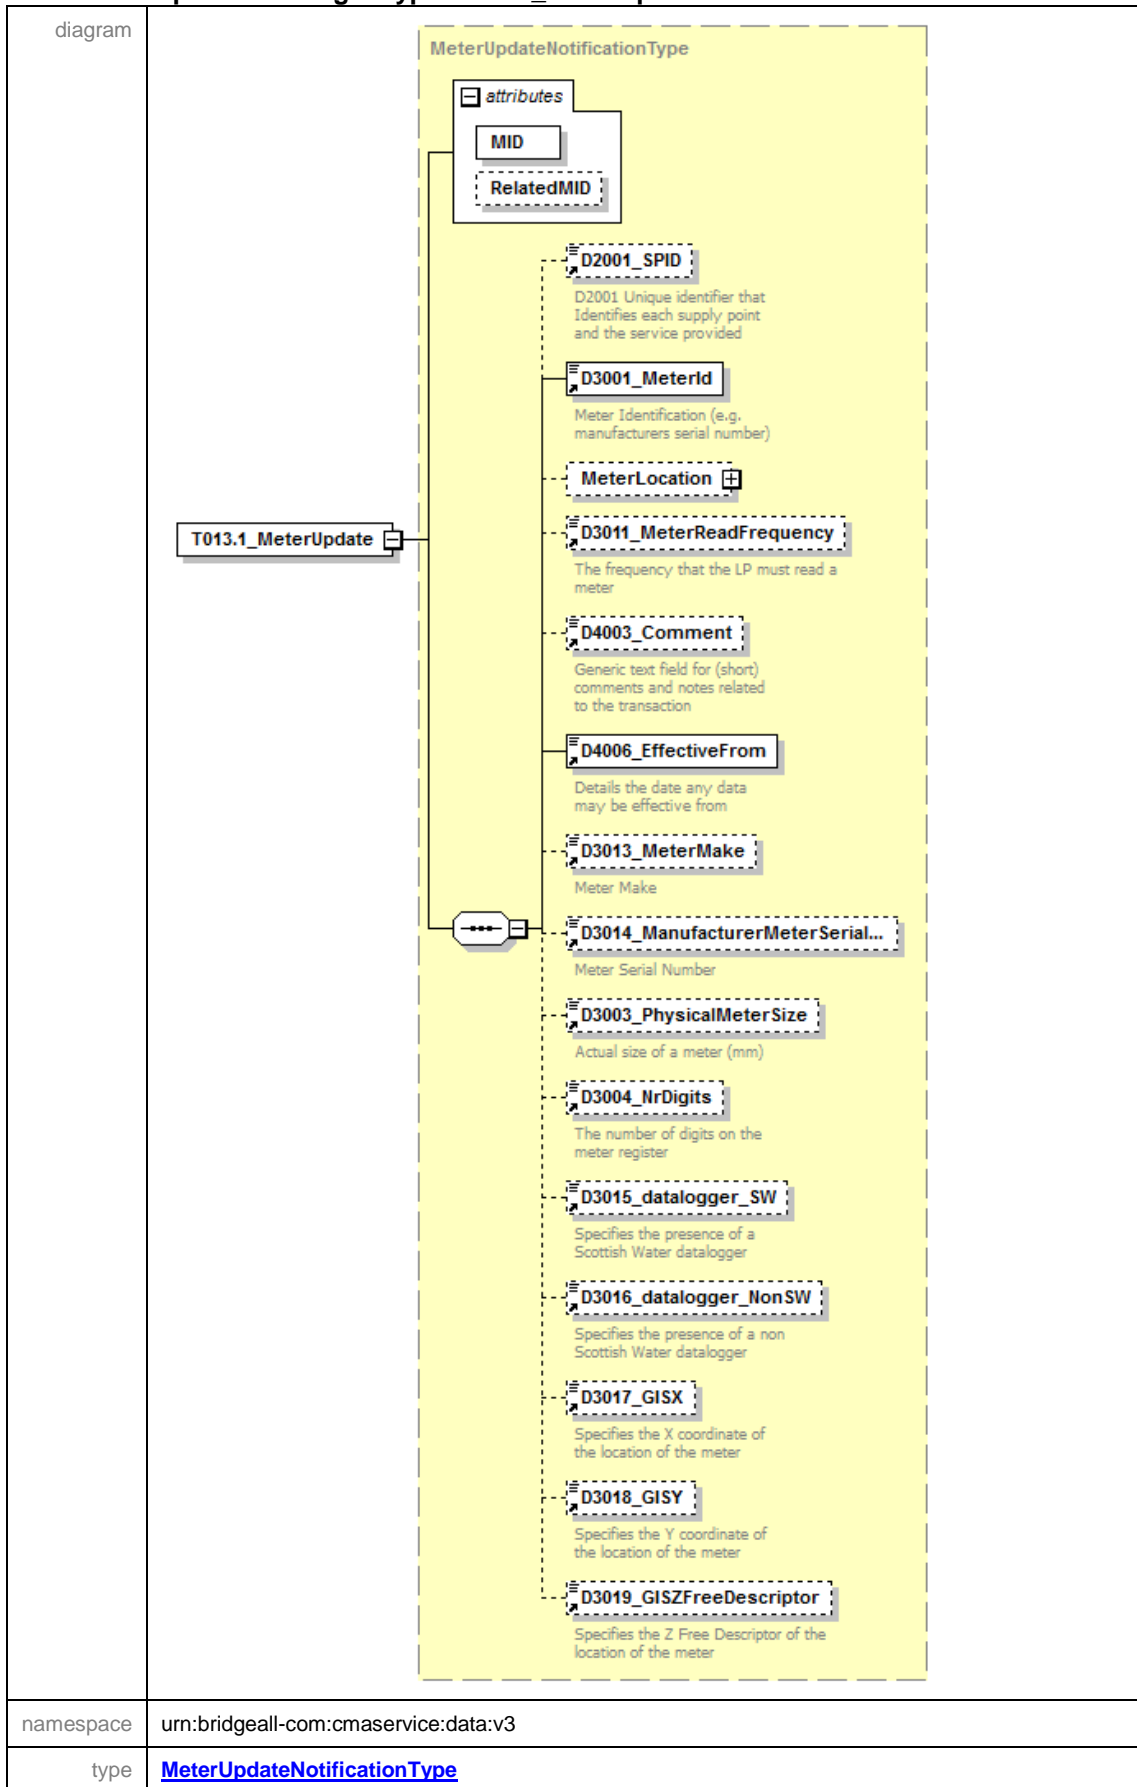 diagram
MeterUpdateNotificationType
attributes
MID
RelatedMID
D2001_SPID
D2001 Unique identifier that
Identifies each supply point
and the service provided
D3001_MeterId
Meter Identification (e.g.
manufacturers serial number)
MeterLocation
T013.1_MeterUpdate
D3011_MeterReadFrequency
The frequency that the LP must read a
meter
D4003_Comment
Generic text field for (short)
comments and notes related
to the transaction
D4006_EffectiveFrom
Details the date any data
may be effective from
D3013_MeterMake
Meter Make
D3014_ManufacturerMeterSerial...
Meter Serial Number
D3003_PhysicalMeterSize
Actual size of a meter (mm)
D3004_NrDigits
The number of digits on the
meter register
D3015_datalogger_SW
Specifies the presence of a
Scottish Water datalogger
D3016_datalogger_NonSW
Specifies the presence of a non
Scottish Water datalogger
D3017_GISX
Specifies the X coordinate of
the location of the meter
D3018_GISY
Specifies the Y coordinate of
the location of the meter
D3019_GISZFreeDescriptor
Specifies the Z Free Descriptor of the
location of the meter
namespace urn:bridgeall-com:cmaservice:data:v3
type MeterUpdateNotificationType